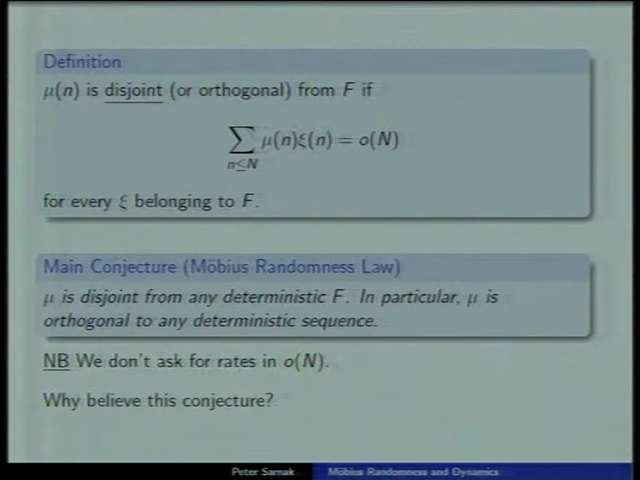 Definition
μ(n) is disjoint (or orthogonal) from F if
∑ μ(n)ξ(n) = o(N)
n≤N
for every ξ belonging to F.
Main Conjecture (Möbius Randomness Law)
μ is disjoint from any deterministic F. In particular, μ is
orthogonal to any deterministic sequence.
NB We don't ask for rates in o(N).
Why believe this conjecture?
Peter Sarnak Möbius Randomness and Dynamics